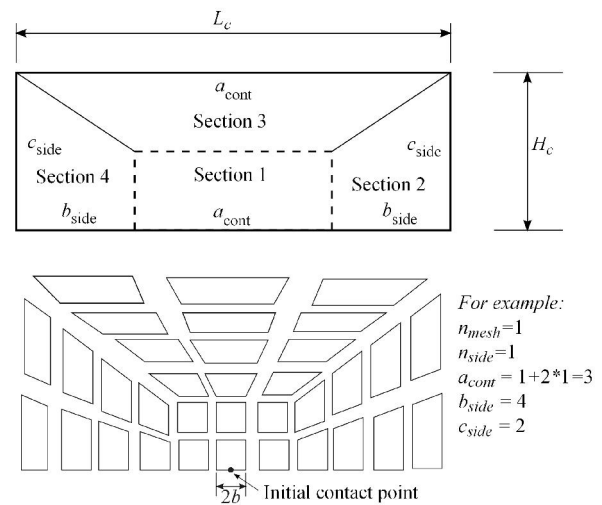 L_c
a_cont
Section 3
c_side
c_side
H_c
Section 4
Section 1
Section 2
b_side
a_cont
b_side
For example:
n_mesh=1
n_side=1
a_cont = 1+2*1=3
b_side = 4
c_side = 2
2b
Initial contact point